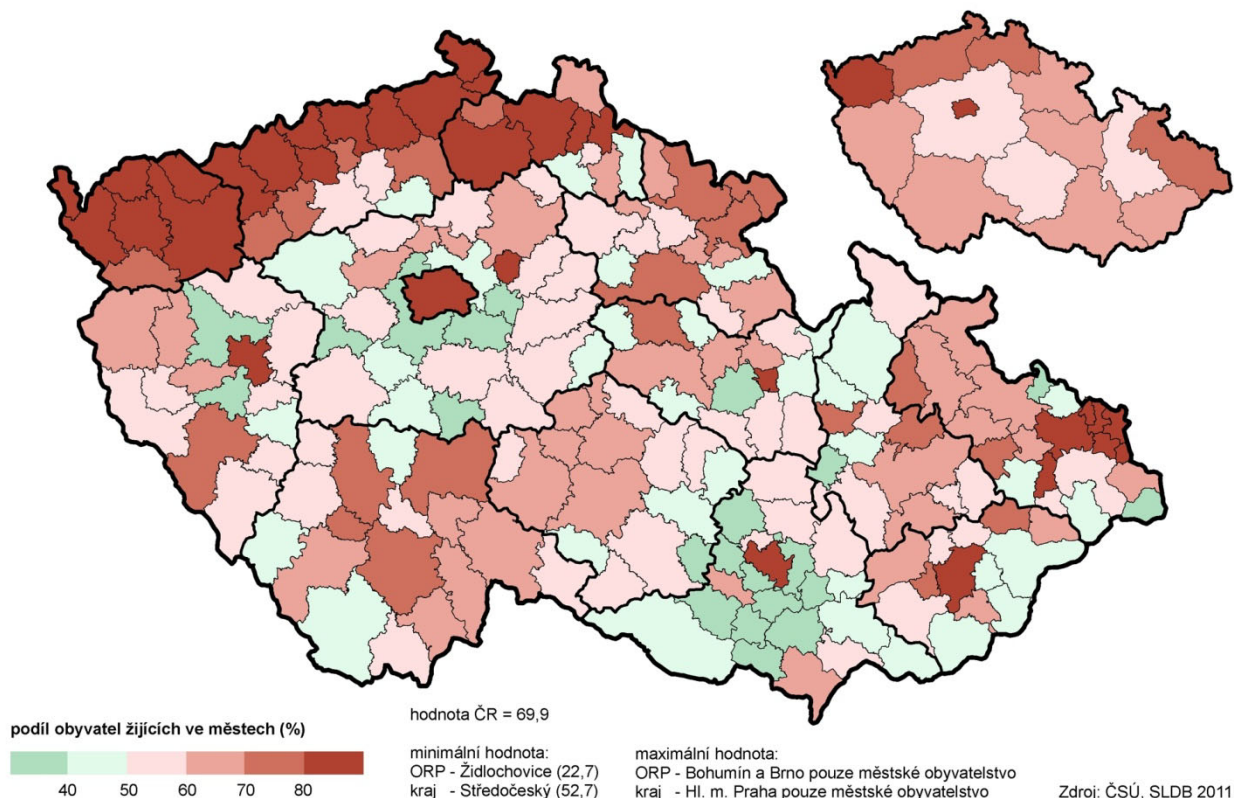 podíl obyvatel žijících ve městech (%)
40 50 60 70 80
hodnota ČR = 69,9
minimální hodnota:
ORP - Židlochovice (22,7)
kraj - Středočeský (52,7)
maximální hodnota:
ORP - Bohumín a Brno pouze městské obyvatelstvo
kraj - Hl. m. Praha pouze městské obyvatelstvo
Zdroj: ČSÚ, SLDB 2011